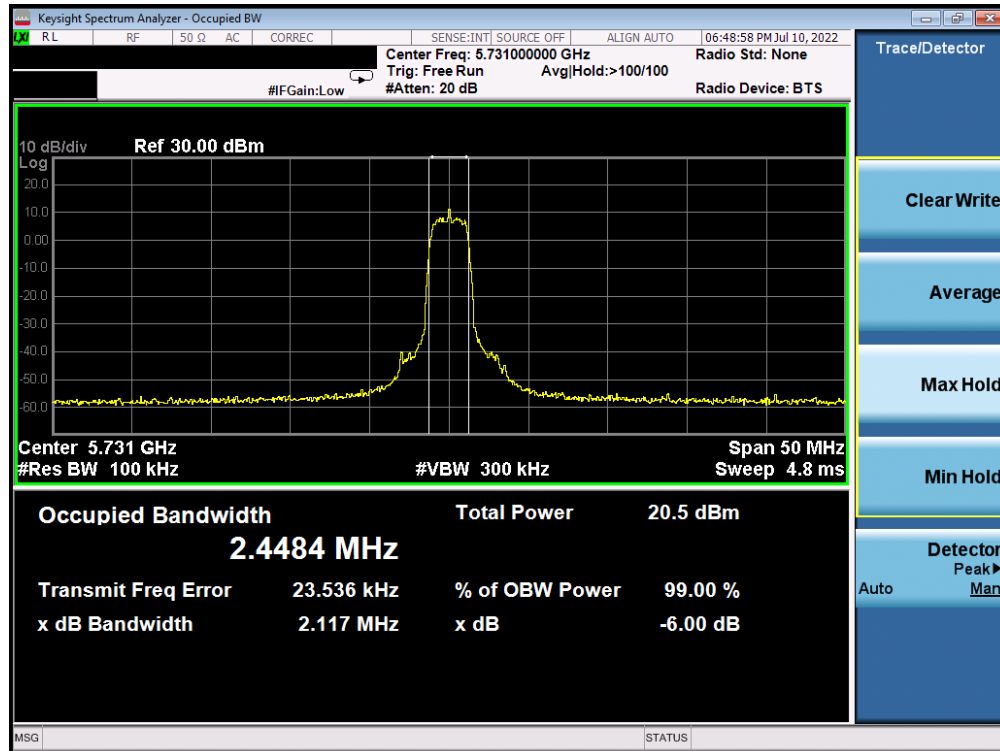 Keysight Spectrum Analyzer - Occupied BW
LXI RL RF 50 Ω AC CORREC SENSE:INT SOURCE OFF ALIGN AUTO 06:48:58 PM Jul 10, 2022
Center Freq: 5.731000000 GHz Radio Std: None
Trig: Free Run Avg|Hold:>100/100
#IFGain:Low #Atten: 20 dB Radio Device: BTS
Trace/Detector
10 dB/div Ref 30.00 dBm
Log
20.0
10.0
0.00
-10.0
-20.0
-30.0
-40.0
-50.0
-60.0
Center 5.731 GHz Span 50 MHz
#Res BW 100 kHz #VBW 300 kHz Sweep 4.8 ms
Clear Write
Average
Max Hold
Min Hold
Detector
Peak▶
Auto Man
Occupied Bandwidth Total Power 20.5 dBm
2.4484 MHz
Transmit Freq Error 23.536 kHz % of OBW Power 99.00 %
x dB Bandwidth 2.117 MHz x dB -6.00 dB
MSG STATUS